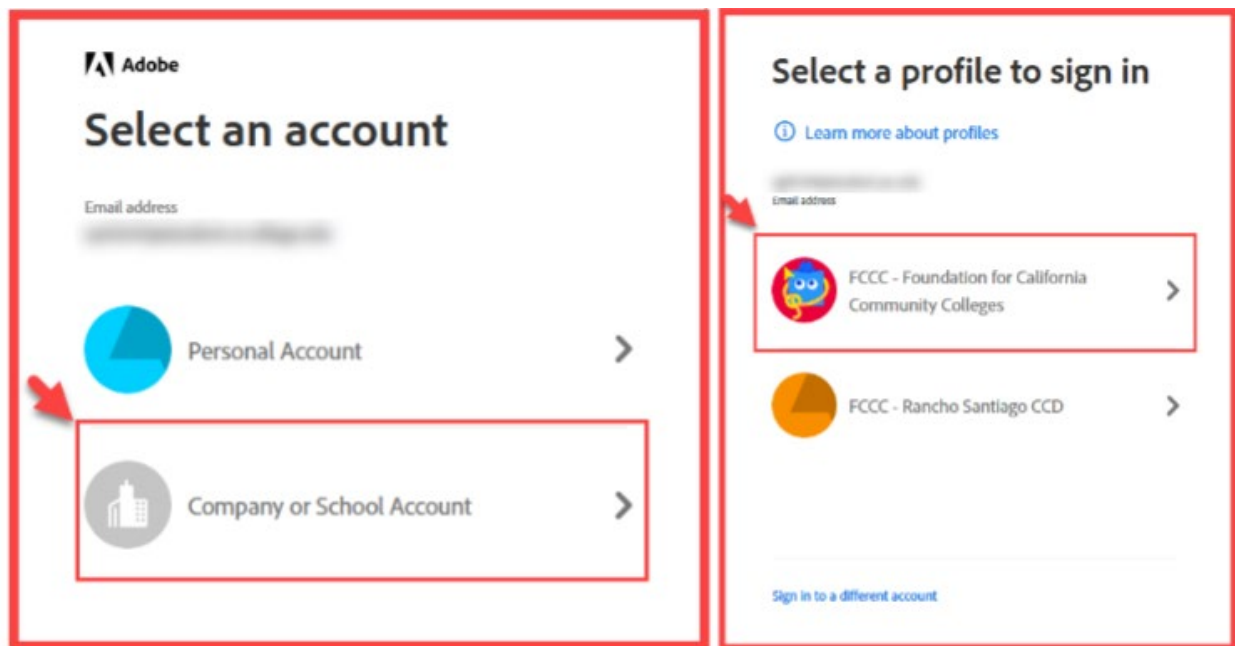 Adobe
Select an account
Email address
Personal Account
Company or School Account
Select a profile to sign in
Learn more about profiles
Email address
FCCC - Foundation for California
Community Colleges
FCCC - Rancho Santiago CCD
Sign in to a different account